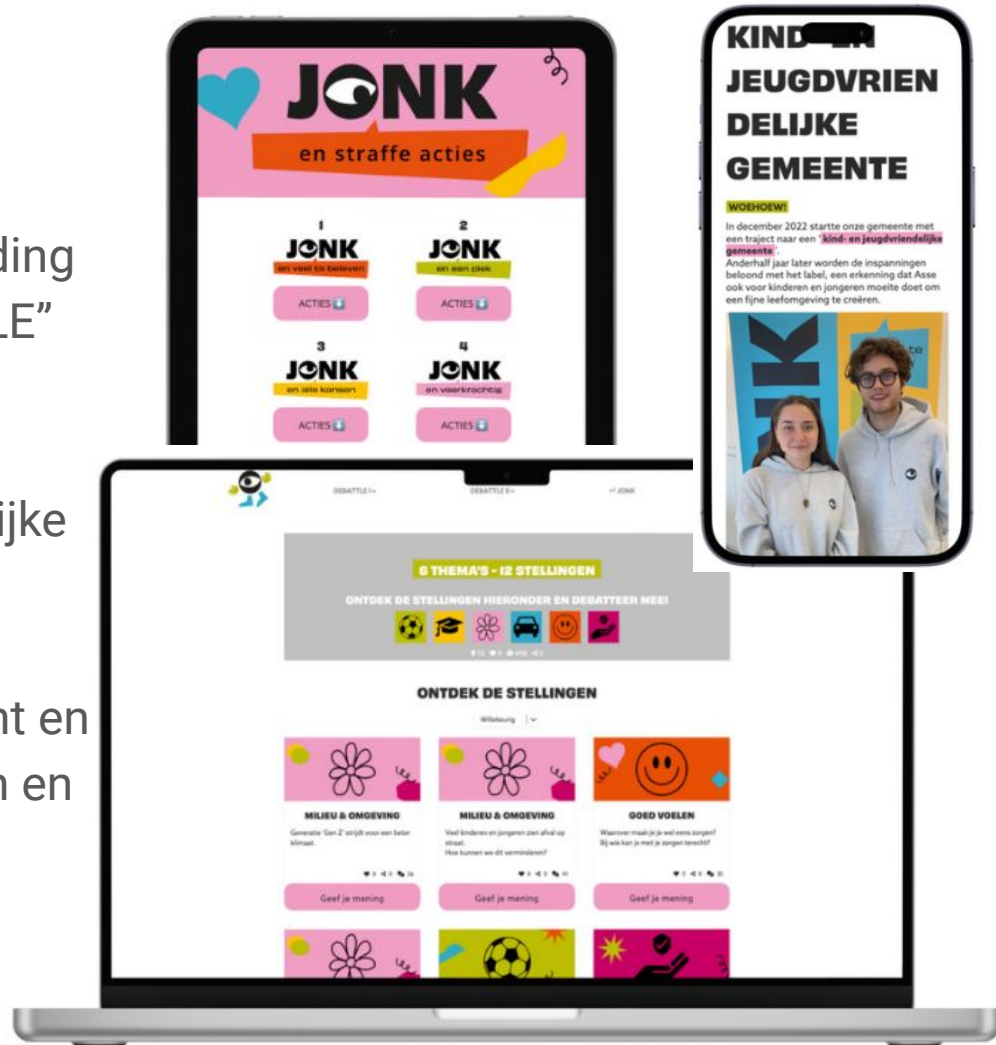 ding
LE”
ijke
nt en
n en
JONK
en straffe acties
1
JONK
en veel te beleven
ACTIES
2
JONK
en een plek
ACTIES
3
JONK
en alle kansen
ACTIES
4
JONK
en veerkrachtig
ACTIES
KIND- EN
JEUGDVRIEN
DELIJKE
GEMEENTE
WOEHOEW!
In december 2022 startte onze gemeente met
een traject naar een ‘kind- en jeugdvriendelijke
gemeente’.
Anderhalf jaar later worden de inspanningen
beloond met het label, een erkenning dat Asse
ook voor kinderen en jongeren moeite doet om
een fijne leefomgeving te creëren.
DEBATTLE I
DEBATTLE II
JONK
6 THEMA'S - 12 STELLINGEN
ONTDEK DE STELLINGEN HIERONDER EN DEBATTEER MEE!
ONTDEK DE STELLINGEN
Willekeurig
MILIEU & OMGEVING
Generatie 'Gen Z' strijdt voor een beter
klimaat.
Geef je mening
MILIEU & OMGEVING
Veel kinderen en jongeren zien afval op
straat.
Hoe kunnen we dit verminderen?
Geef je mening
GOED VOELEN
Waarover maak je je wel eens zorgen?
Bij wie kan je met je zorgen terecht?
Geef je mening